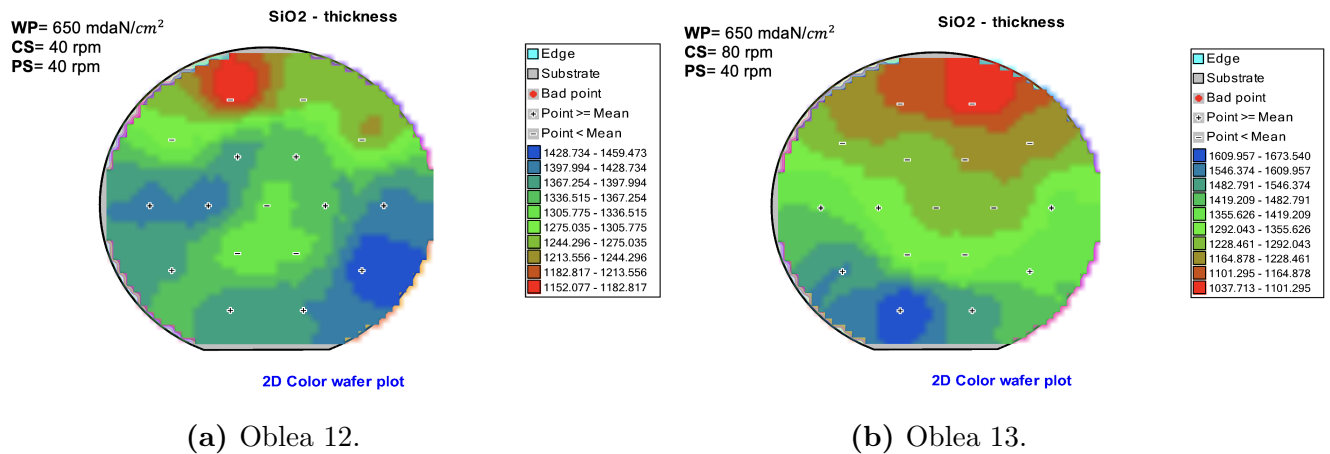 SiO2 - thickness
WP= 650 mdaN/cm²
CS= 40 rpm
PS= 40 rpm
Edge
Substrate
Bad point
Point >= Mean
Point < Mean
1428.734 - 1459.473
1397.994 - 1428.734
1367.254 - 1397.994
1336.515 - 1367.254
1305.775 - 1336.515
1275.035 - 1305.775
1244.296 - 1275.035
1213.556 - 1244.296
1182.817 - 1213.556
1152.077 - 1182.817
2D Color wafer plot
(a) Oblea 12.
SiO2 - thickness
WP= 650 mdaN/cm²
CS= 80 rpm
PS= 40 rpm
Edge
Substrate
Bad point
Point >= Mean
Point < Mean
1609.957 - 1673.540
1546.374 - 1609.957
1482.791 - 1546.374
1419.209 - 1482.791
1355.626 - 1419.209
1292.043 - 1355.626
1228.461 - 1292.043
1164.878 - 1228.461
1101.295 - 1164.878
1037.713 - 1101.295
2D Color wafer plot
(b) Oblea 13.